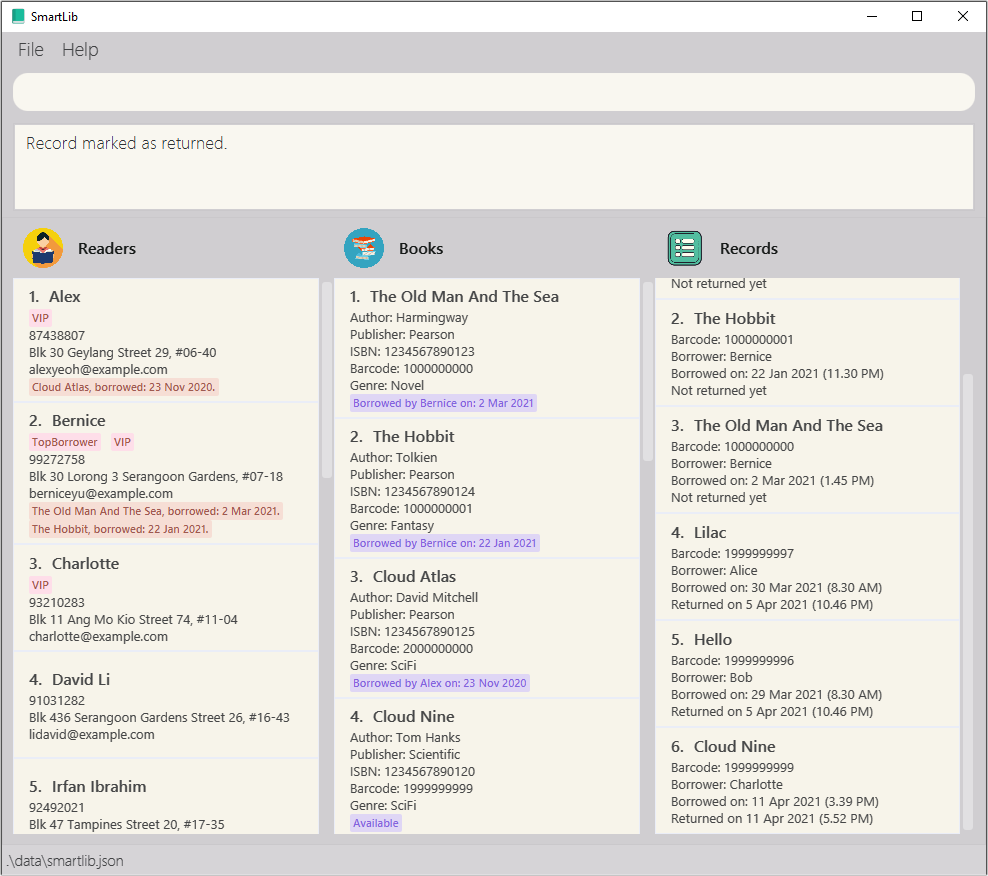 SmartLib
File Help
Record marked as returned.
Readers
1. Alex
VIP
87438807
Blk 30 Geylang Street 29, #06-40
alexyeoh@example.com
Cloud Atlas, borrowed: 23 Nov 2020.
2. Bernice
TopBorrower VIP
99272758
Blk 30 Lorong 3 Serangoon Gardens, #07-18
berniceyu@example.com
The Old Man And The Sea, borrowed: 2 Mar 2021.
The Hobbit, borrowed: 22 Jan 2021.
3. Charlotte
VIP
93210283
Blk 11 Ang Mo Kio Street 74, #11-04
charlotte@example.com
4. David Li
91031282
Blk 436 Serangoon Gardens Street 26, #16-43
lidavid@example.com
5. Irfan Ibrahim
92492021
Blk 47 Tampines Street 20, #17-35
Books
1. The Old Man And The Sea
Author: Harmingway
Publisher: Pearson
ISBN: 1234567890123
Barcode: 1000000000
Genre: Novel
Borrowed by Bernice on: 2 Mar 2021
2. The Hobbit
Author: Tolkien
Publisher: Pearson
ISBN: 1234567890124
Barcode: 1000000001
Genre: Fantasy
Borrowed by Bernice on: 22 Jan 2021
3. Cloud Atlas
Author: David Mitchell
Publisher: Pearson
ISBN: 1234567890125
Barcode: 2000000000
Genre: SciFi
Borrowed by Alex on: 23 Nov 2020
4. Cloud Nine
Author: Tom Hanks
Publisher: Scientific
ISBN: 1234567890120
Barcode: 1999999999
Genre: SciFi
Available
Records
Not returned yet
2. The Hobbit
Barcode: 1000000001
Borrower: Bernice
Borrowed on: 22 Jan 2021 (11.30 PM)
Not returned yet
3. The Old Man And The Sea
Barcode: 1000000000
Borrower: Bernice
Borrowed on: 2 Mar 2021 (1.45 PM)
Not returned yet
4. Lilac
Barcode: 1999999997
Borrower: Alice
Borrowed on: 30 Mar 2021 (8.30 AM)
Returned on 5 Apr 2021 (10.46 PM)
5. Hello
Barcode: 1999999996
Borrower: Bob
Borrowed on: 29 Mar 2021 (8.30 AM)
Returned on 5 Apr 2021 (10.46 PM)
6. Cloud Nine
Barcode: 1999999999
Borrower: Charlotte
Borrowed on: 11 Apr 2021 (3.39 PM)
Returned on 11 Apr 2021 (5.52 PM)
.\data\smartlib.json